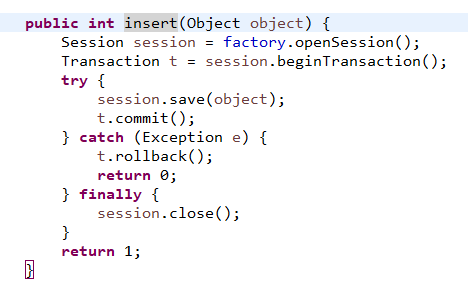 public int insert(Object object) {
    Session session = factory.openSession();
    Transaction t = session.beginTransaction();
    try {
        session.save(object);
        t.commit();
    } catch (Exception e) {
        t.rollback();
        return 0;
    } finally {
        session.close();
    }
    return 1;
}